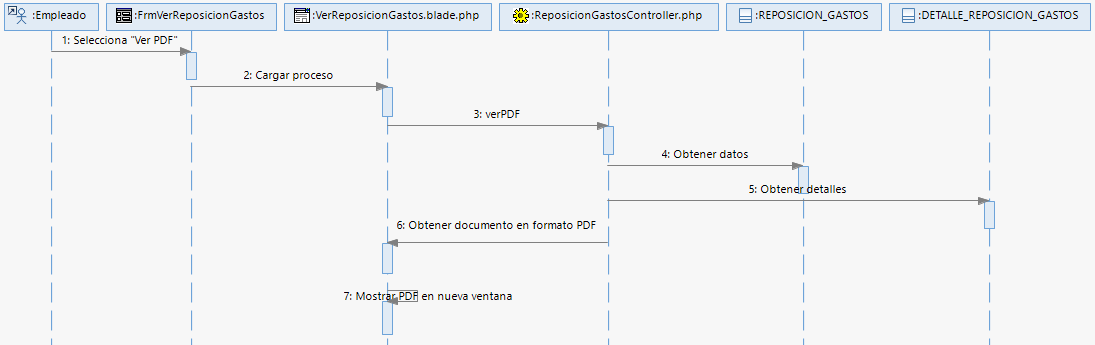 :Empleado
:FrmVerReposicionGastos
:VerReposicionGastos.blade.php
:ReposicionGastosController.php
:REPOSICION_GASTOS
:DETALLE_REPOSICION_GASTOS
1: Selecciona "Ver PDF"
2: Cargar proceso
3: verPDF
4: Obtener datos
5: Obtener detalles
6: Obtener documento en formato PDF
7: Mostrar PDF en nueva ventana